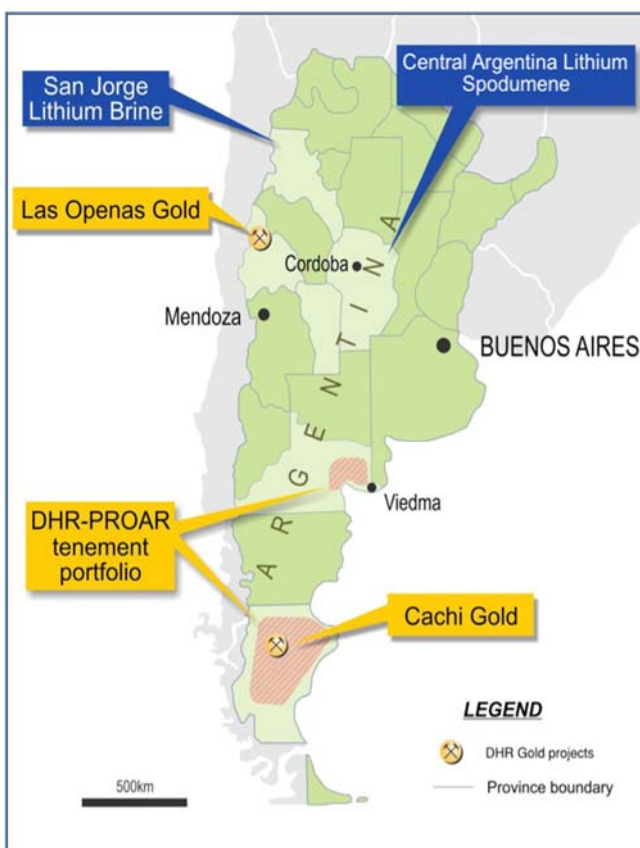 San Jorge
Lithium Brine
Central Argentina Lithium
Spodumene
Las Openas Gold
Cordoba
Mendoza
BUENOS AIRES
ARGENTINA
Viedma
DHR-PROAR
tenement
portfolio
Cachi Gold
LEGEND
DHR Gold projects
Province boundary
500km